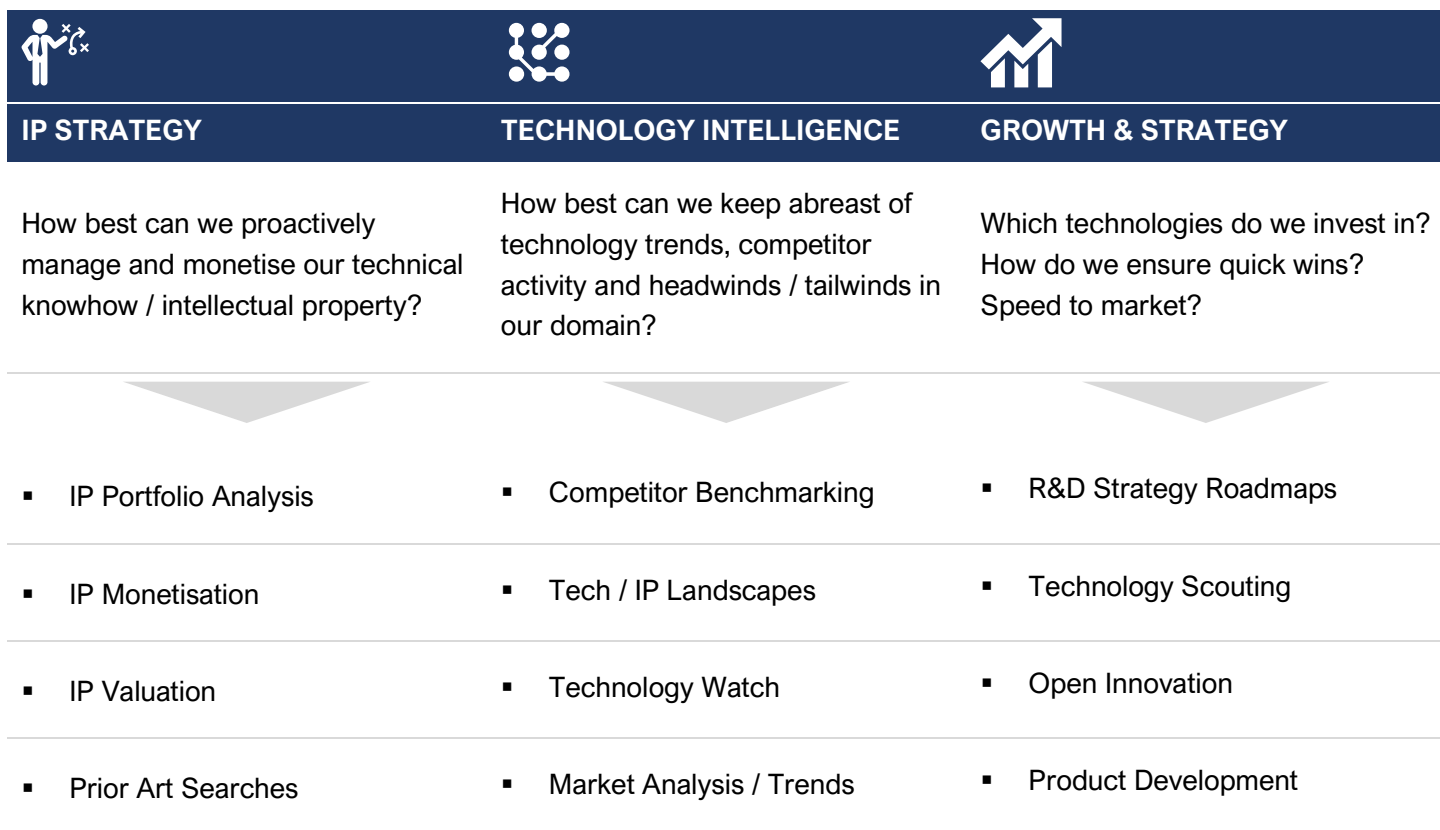 IP STRATEGY
How best can we proactively
manage and monetise our technical
knowhow / intellectual property?
▪ IP Portfolio Analysis
▪ IP Monetisation
▪ IP Valuation
▪ Prior Art Searches
TECHNOLOGY INTELLIGENCE
How best can we keep abreast of
technology trends, competitor
activity and headwinds / tailwinds in
our domain?
▪ Competitor Benchmarking
▪ Tech / IP Landscapes
▪ Technology Watch
▪ Market Analysis / Trends
GROWTH & STRATEGY
Which technologies do we invest in?
How do we ensure quick wins?
Speed to market?
▪ R&D Strategy Roadmaps
▪ Technology Scouting
▪ Open Innovation
▪ Product Development